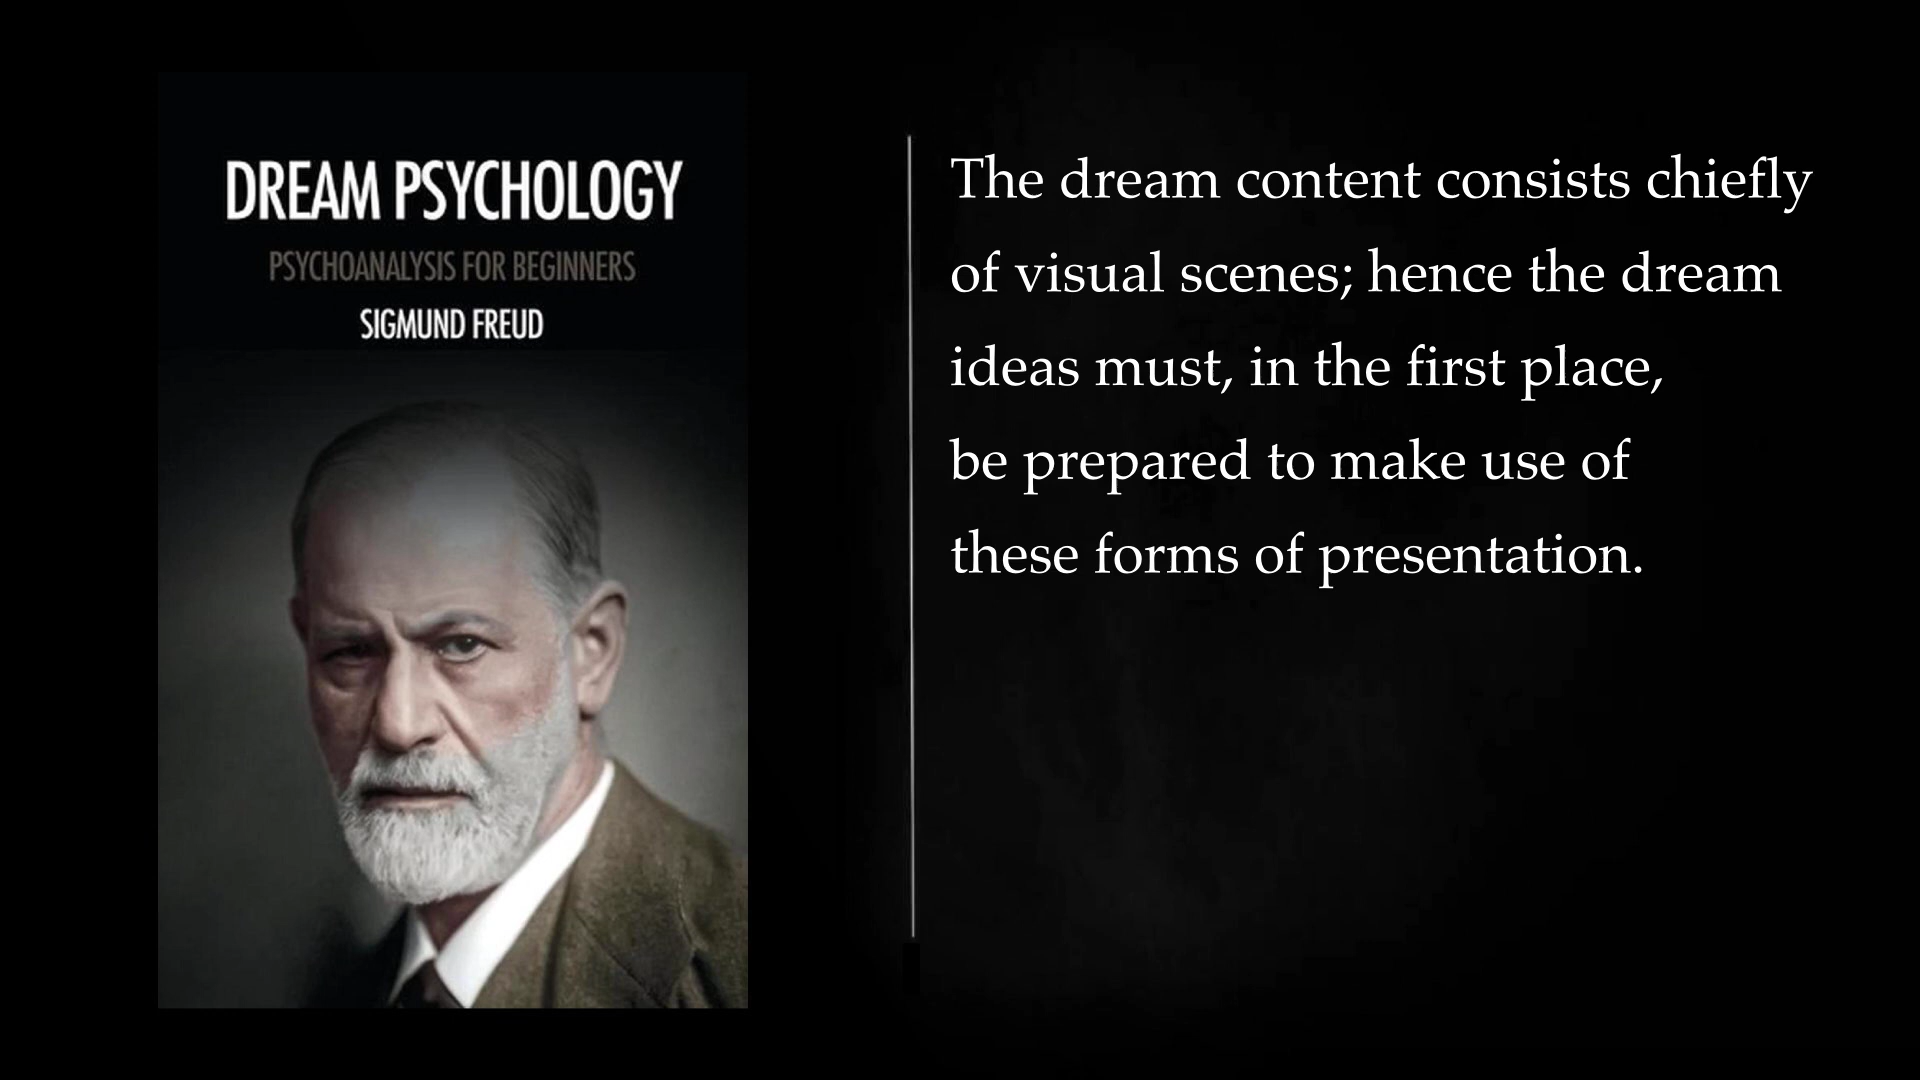 DREAM PSYCHOLOGY
PSYCHOANALYSIS FOR BEGINNERS
SIGMUND FREUD
The dream content consists chiefly
of visual scenes; hence the dream
ideas must, in the first place,
be prepared to make use of
these forms of presentation.